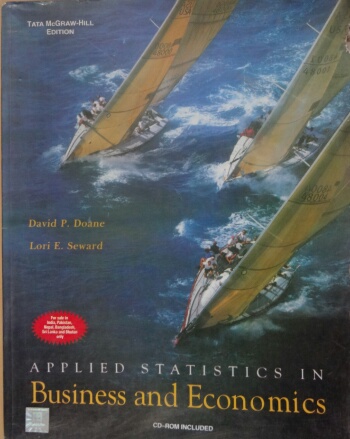 TATA MCGRAW-HILL
EDITION
David P. Doane
Lori E. Seward
For sale in
India, Pakistan,
Nepal, Bangladesh,
Sri Lanka and Bhutan
only
APPLIED STATISTICS IN
Business and Economics
CD-ROM INCLUDED